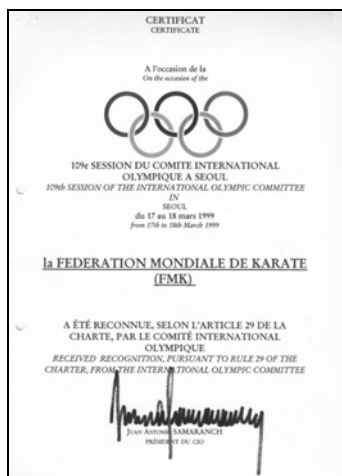 CERTIFICAT
CERTIFICATE
A l'occasion de la
On the occasion of the
109e SESSION DU COMITE INTERNATIONAL
OLYMPIQUE A SEOUL
109th SESSION OF THE INTERNATIONAL OLYMPIC COMMITTEE
IN
SEOUL
du 17 au 18 mars 1999
from 17th to 18th March 1999
la FEDERATION MONDIALE DE KARATE
(FMK)
A ÉTÉ RECONNUE, SELON L'ARTICLE 29 DE LA
CHARTE, PAR LE COMITÉ INTERNATIONAL
OLYMPIQUE
RECEIVED RECOGNITION, PURSUANT TO RULE 29 OF THE
CHARTER, FROM THE INTERNATIONAL OLYMPIC COMMITTEE
JUAN ANTONIO SAMARANCH
PRÉSIDENT DU CIO